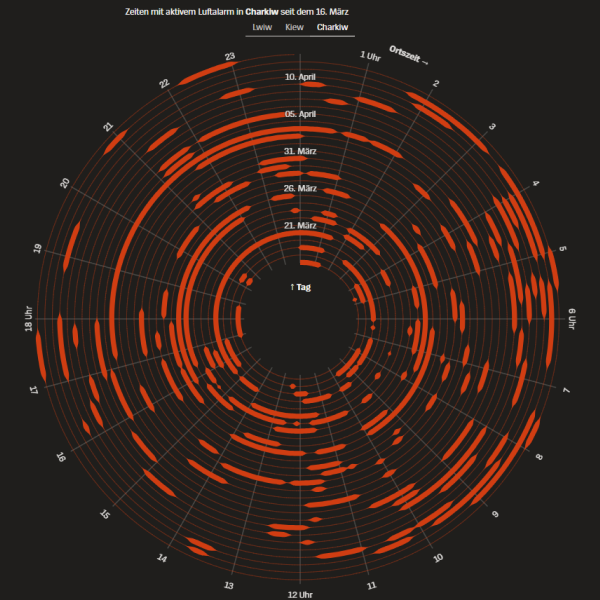 Zeiten mit aktivem Luftalarm in Charkiw seit dem 16. März
Lwiw Kiew Charkiw
23
1 Uhr
Ortszeit →
22
10. April
2
21
05. April
3
31. März
20
26. März
4
21. März
19
5
↑ Tag
18 Uhr
6 Uhr
17
7
16
8
15
9
14
10
13
11
12 Uhr